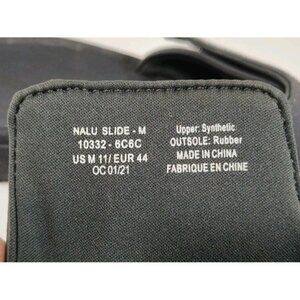 NALU SLIDE - M
10332 - 6C6C
US M 11/ EUR 44
OC 01/21
Upper: Synthetic
OUTSOLE: Rubber
MADE IN CHINA
FABRIQUE EN CHINE